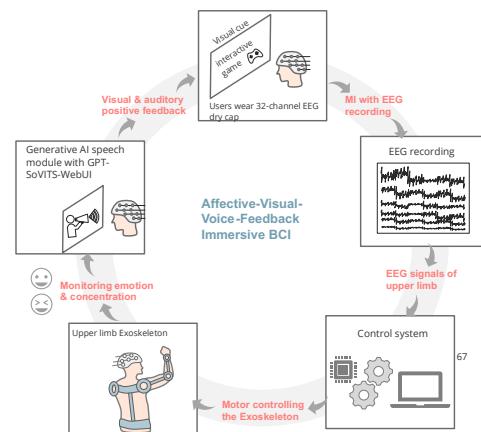 Visual cue
interactive
game
Users wear 32-channel EEG
dry cap
Visual & auditory
positive feedback
MI with EEG
recording
Generative AI speech
module with GPT-
SoVITS-WebUI
EEG recording
Affective-Visual-
Voice-Feedback
Immersive BCI
EEG signals of
upper limb
Monitoring emotion
& concentration
Upper limb Exoskeleton
Control system
67
Motor controlling
the Exoskeleton